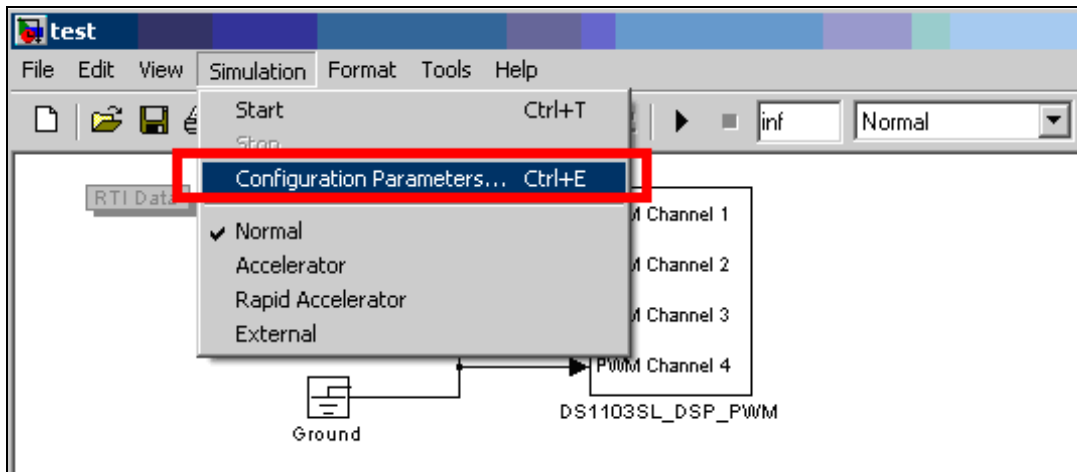 test
File Edit View Simulation Format Tools Help
inf Normal
Start Ctrl+T
Stop
Configuration Parameters... Ctrl+E
Normal
Accelerator
Rapid Accelerator
External
RTI Data
M Channel 1
M Channel 2
M Channel 3
PWM Channel 4
DS1103SL_DSP_PWM
Ground